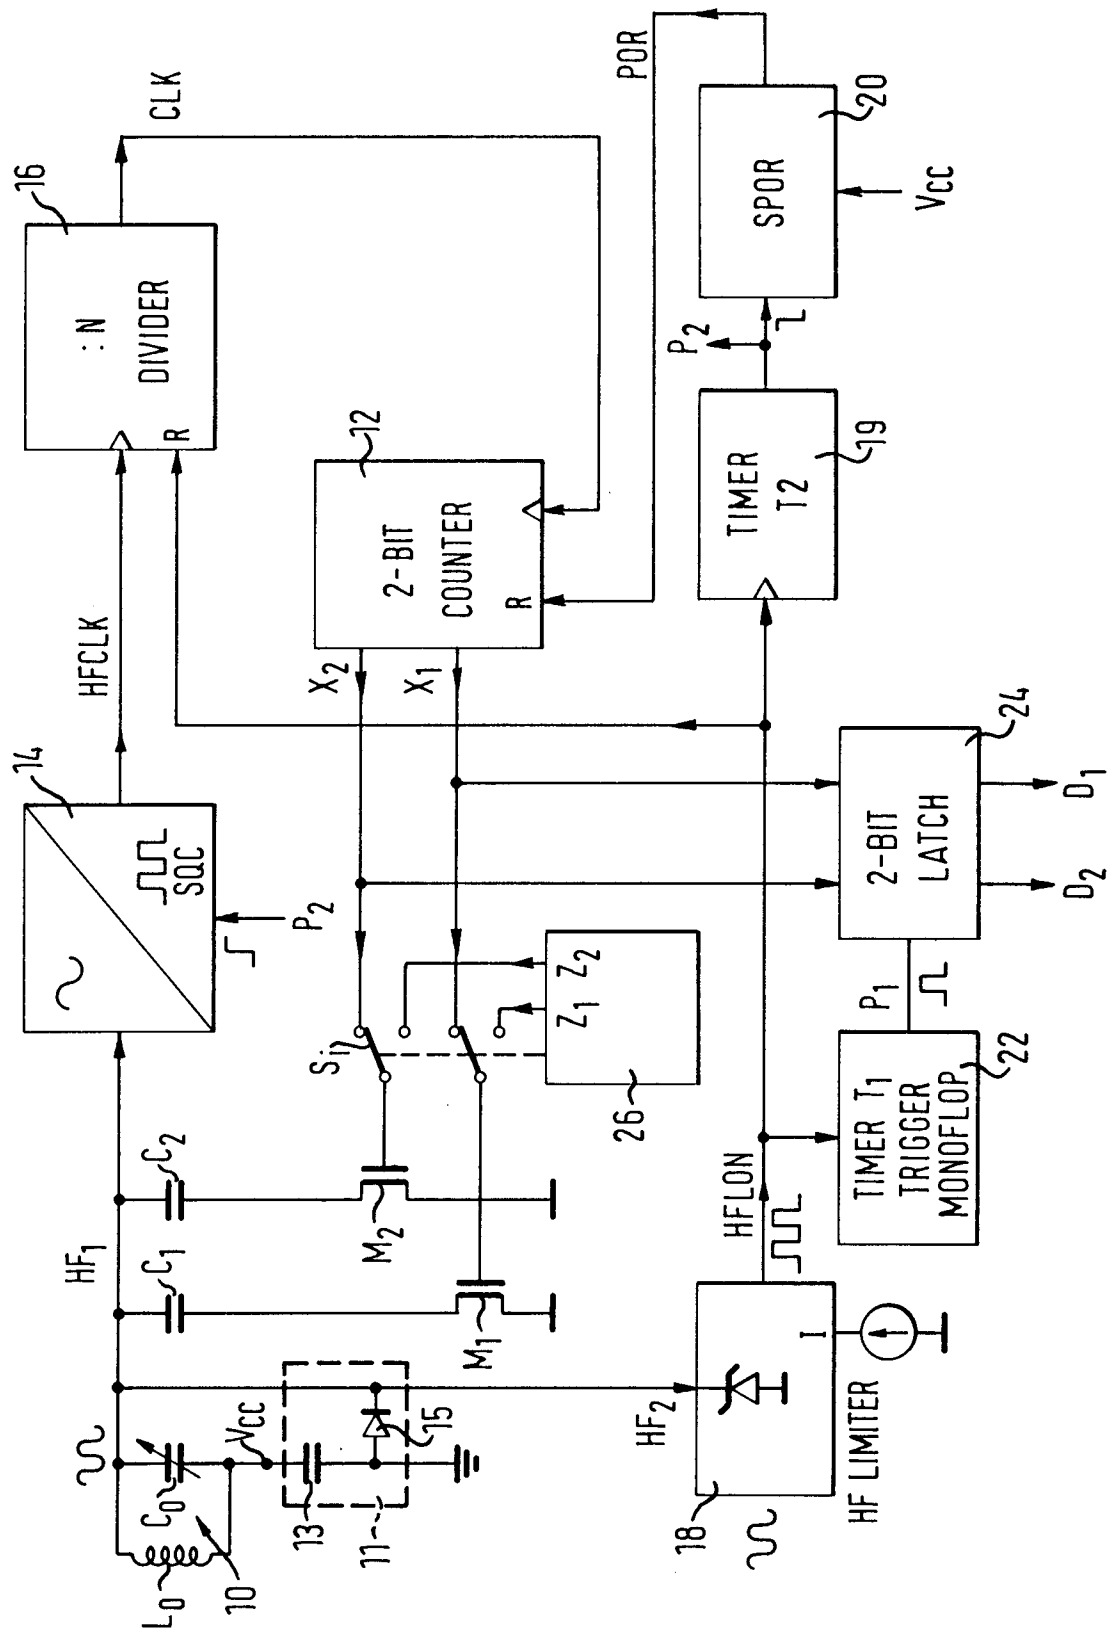 L0
10
C0
VCC
13
11
15
HF1
C1
C2
M1
M2
Si
14
SQC
P2
HFCLK
16
:N
DIVIDER
R
CLK
12
2-BIT
COUNTER
R
X2
X1
Z1
Z2
26
HF2
18
I
HF LIMITER
HFLON
TIMER T1
TRIGGER
MONOFLOP
22
P1
2-BIT
LATCH
24
D2
D1
TIMER
T2
19
P2
SPOR
20
VCC
POR